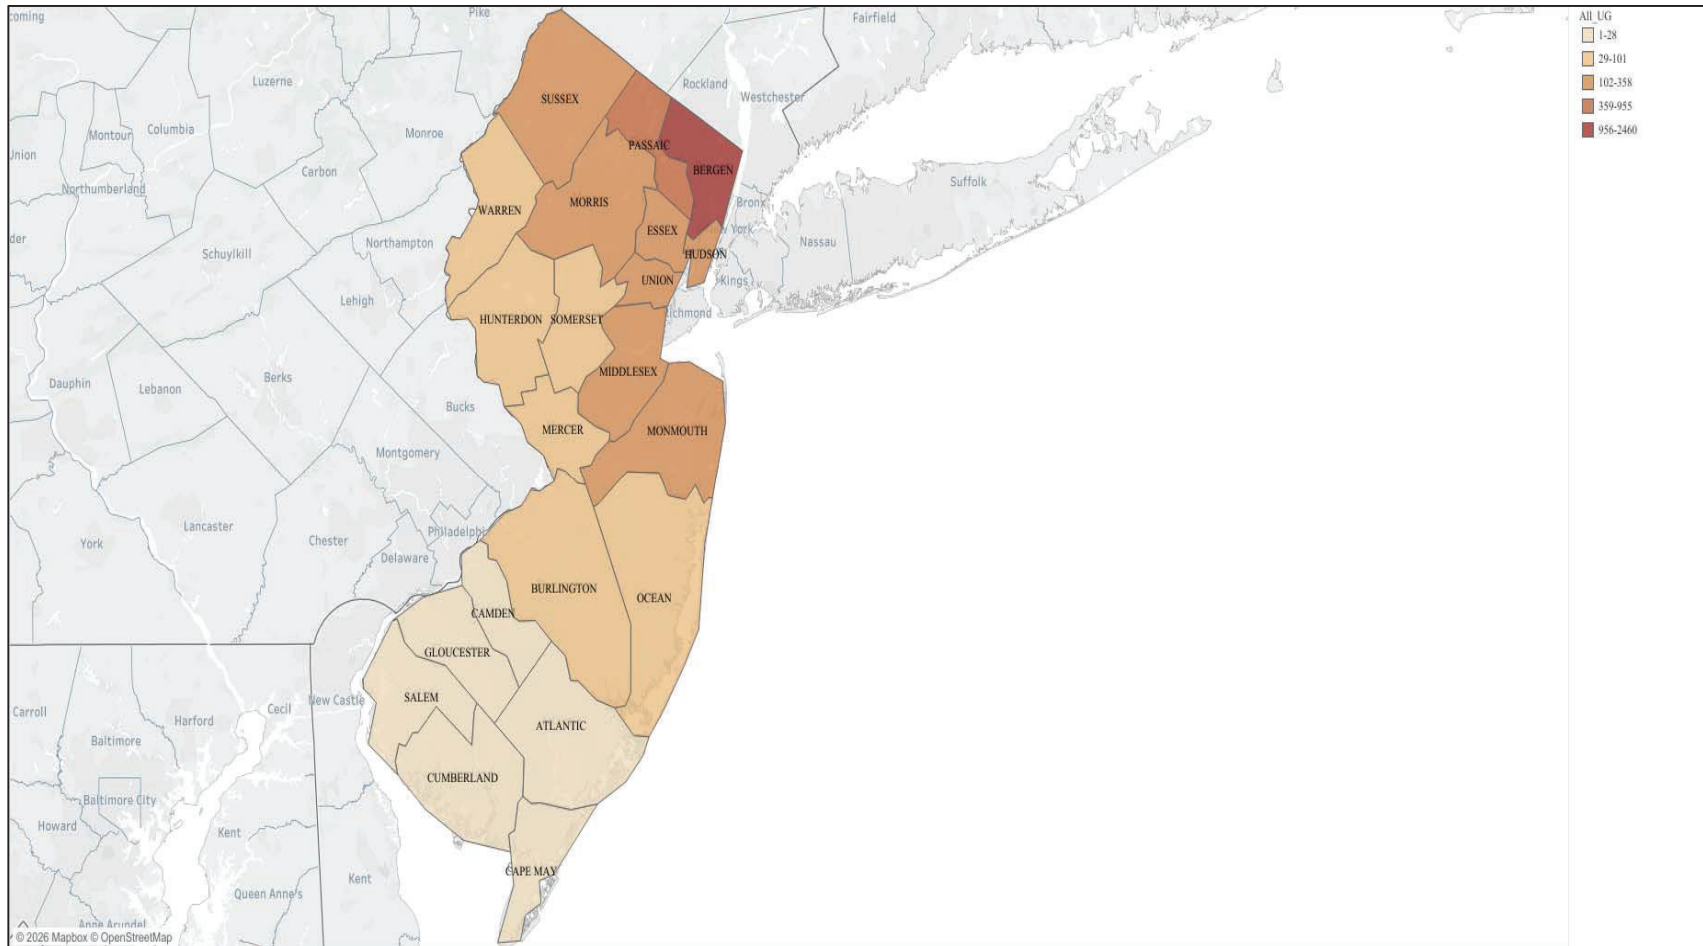 coming
Pike
Fairfield
All_UG
1-28
29-101
102-358
359-955
956-2460
Luzerne
Rockland
Westchester
SUSSEX
Montour
Columbia
Monroe
Union
PASSAIC
BERGEN
Carbon
Northumberland
Suffolk
WARREN
MORRIS
Bronx
ESSEX
w York
Northampton
Nassau
der
Schuylkill
HUDSON
UNION
Kings
Lehigh
HUNTERDON
SOMERSET
ichmond
MIDDLESEX
Dauphin
Lebanon
Berks
Bucks
MERCER
MONMOUTH
Montgomery
Lancaster
York
Chester
Philadelphi
Delaware
BURLINGTON
OCEAN
CAMDEN
GLOUCESTER
SALEM
New Castle
Carroll
Harford
Cecil
ATLANTIC
Baltimore
CUMBERLAND
Baltimore City
Howard
Kent
CAPE MAY
Kent
Queen Anne's
Anne Arundel
© 2026 Mapbox © OpenStreetMap